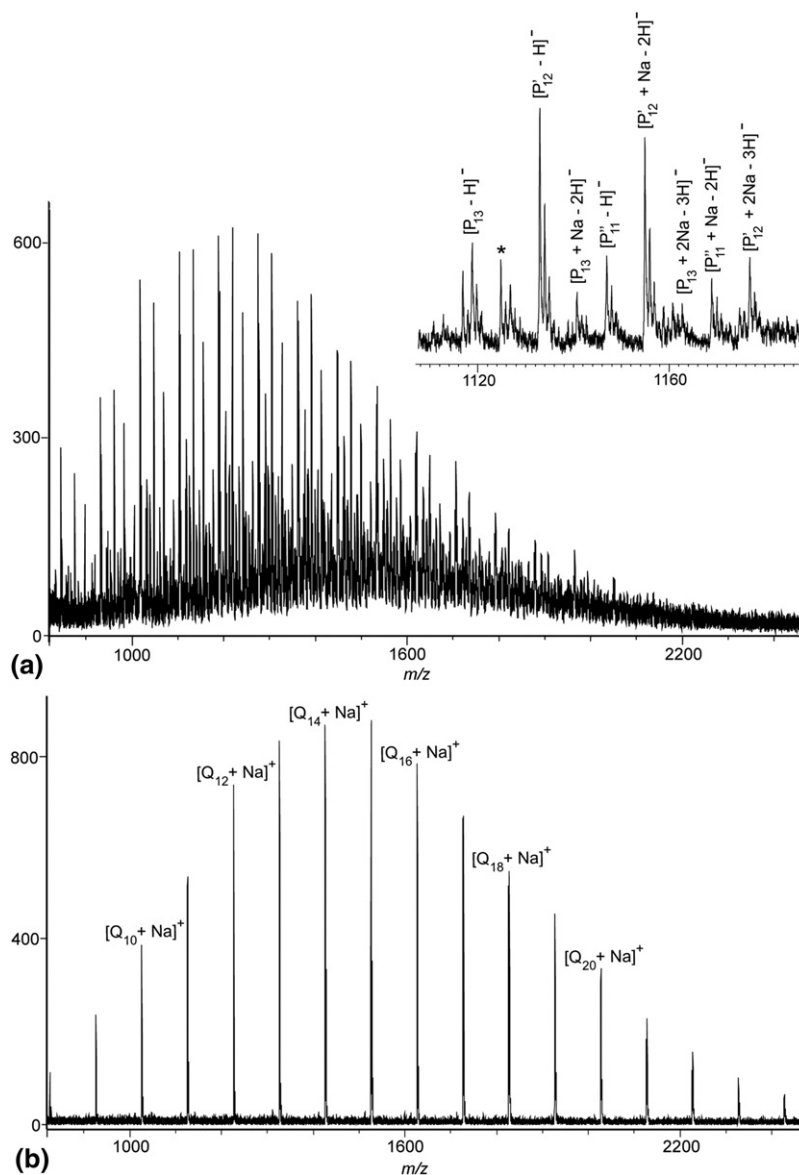 [P₁₃ - H]⁻
*
[P'₁₂ - H]⁻
[P₁₃ + Na - 2H]⁻
[P''₁₁ - H]⁻
[P'₁₂ + Na - 2H]⁻
[P₁₃ + 2Na - 3H]⁻
[P''₁₁ + Na - 2H]⁻
[P'₁₂ + 2Na - 3H]⁻
1120
1160
600
300
0
1000
1600
2200
m/z
(a)
[Q₁₀ + Na]⁺
[Q₁₂ + Na]⁺
[Q₁₄ + Na]⁺
[Q₁₆ + Na]⁺
[Q₁₈ + Na]⁺
[Q₂₀ + Na]⁺
800
400
0
1000
1600
2200
m/z
(b)